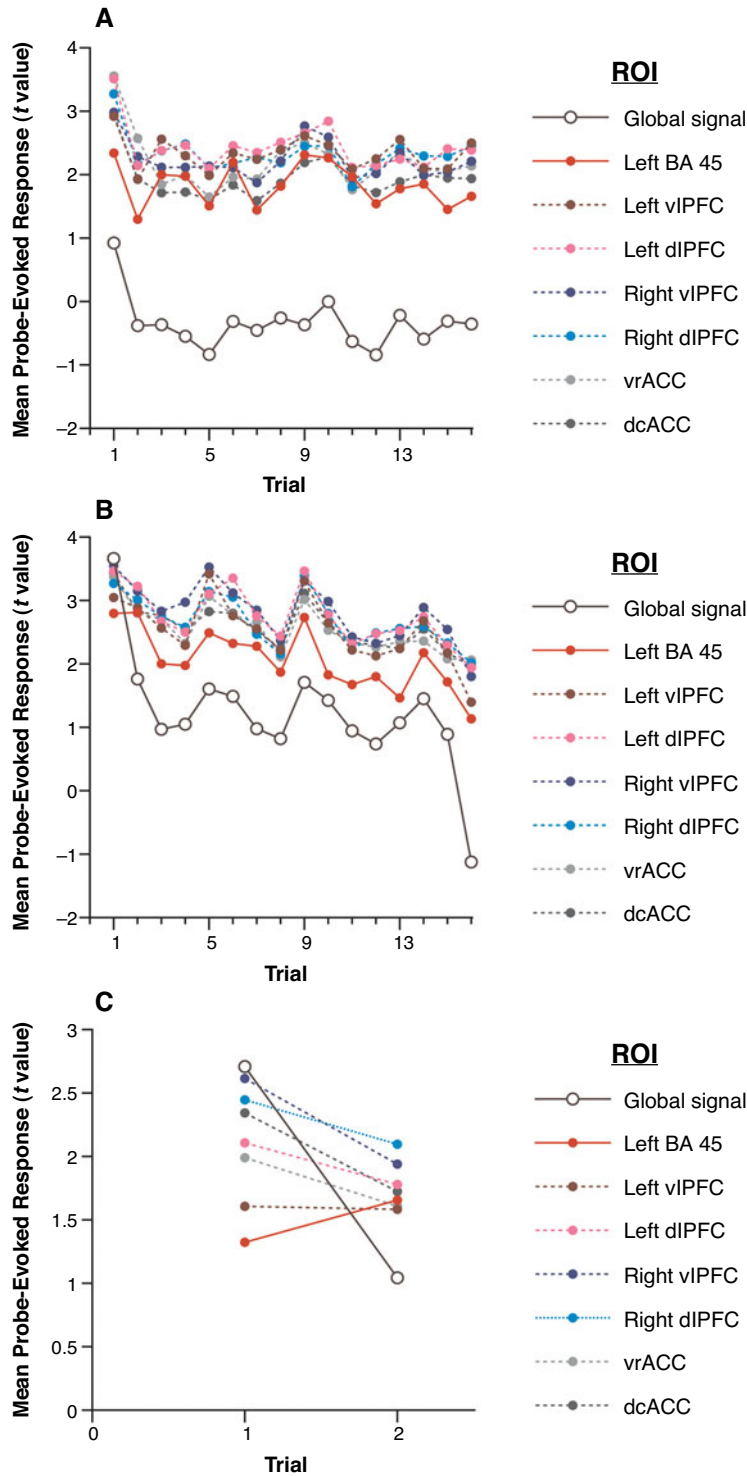 A
Mean Probe-Evoked Response (t value)
4
3
2
1
0
–1
–2
1
5
9
13
Trial
ROI
Global signal
Left BA 45
Left vlPFC
Left dlPFC
Right vlPFC
Right dlPFC
vrACC
dcACC
B
Mean Probe-Evoked Response (t value)
4
3
2
1
0
–1
–2
1
5
9
13
Trial
ROI
Global signal
Left BA 45
Left vlPFC
Left dlPFC
Right vlPFC
Right dlPFC
vrACC
dcACC
C
Mean Probe-Evoked Response (t value)
3
2.5
2
1.5
1
0.5
0
0
1
2
Trial
ROI
Global signal
Left BA 45
Left vlPFC
Left dlPFC
Right vlPFC
Right dlPFC
vrACC
dcACC